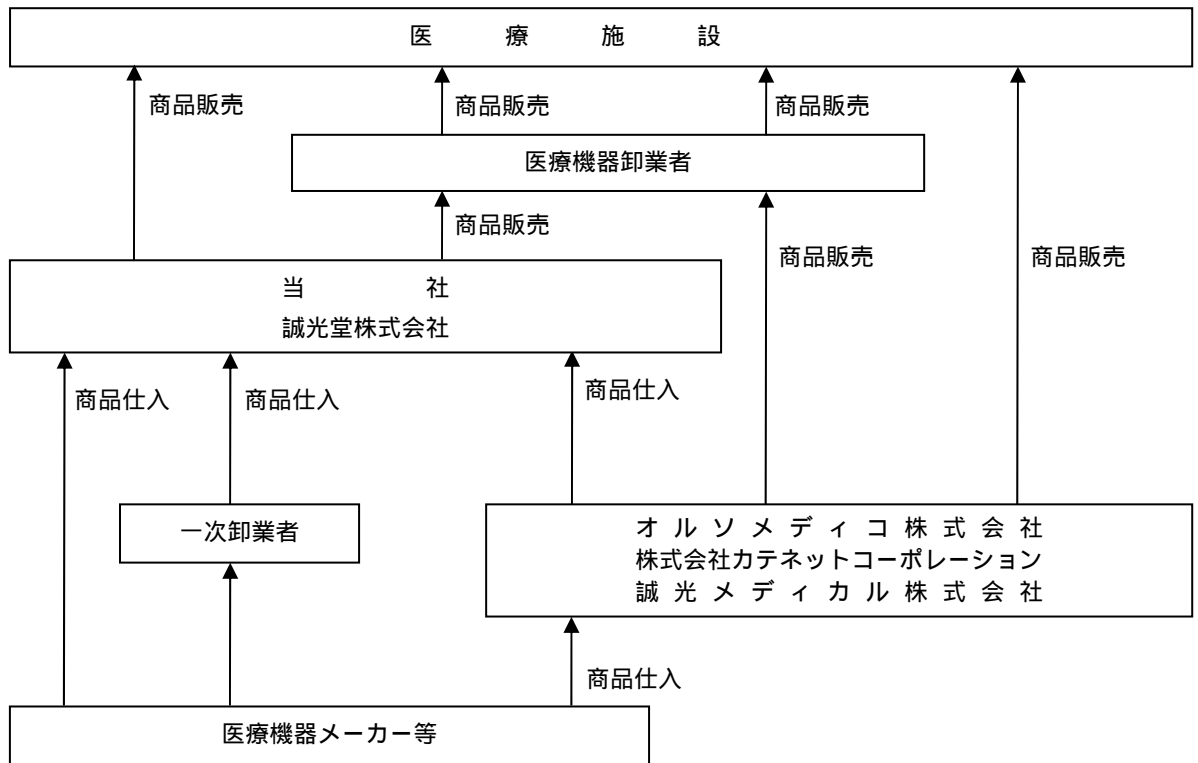 医療施設
商品販売
商品販売
商品販売
医療機器卸業者
商品販売
商品販売
商品販売
当社
誠光堂株式会社
商品仕入
商品仕入
商品仕入
一次卸業者
オルソメディコ株式会社
株式会社カテネットコーポレーション
誠光メディカル株式会社
商品仕入
医療機器メーカー等